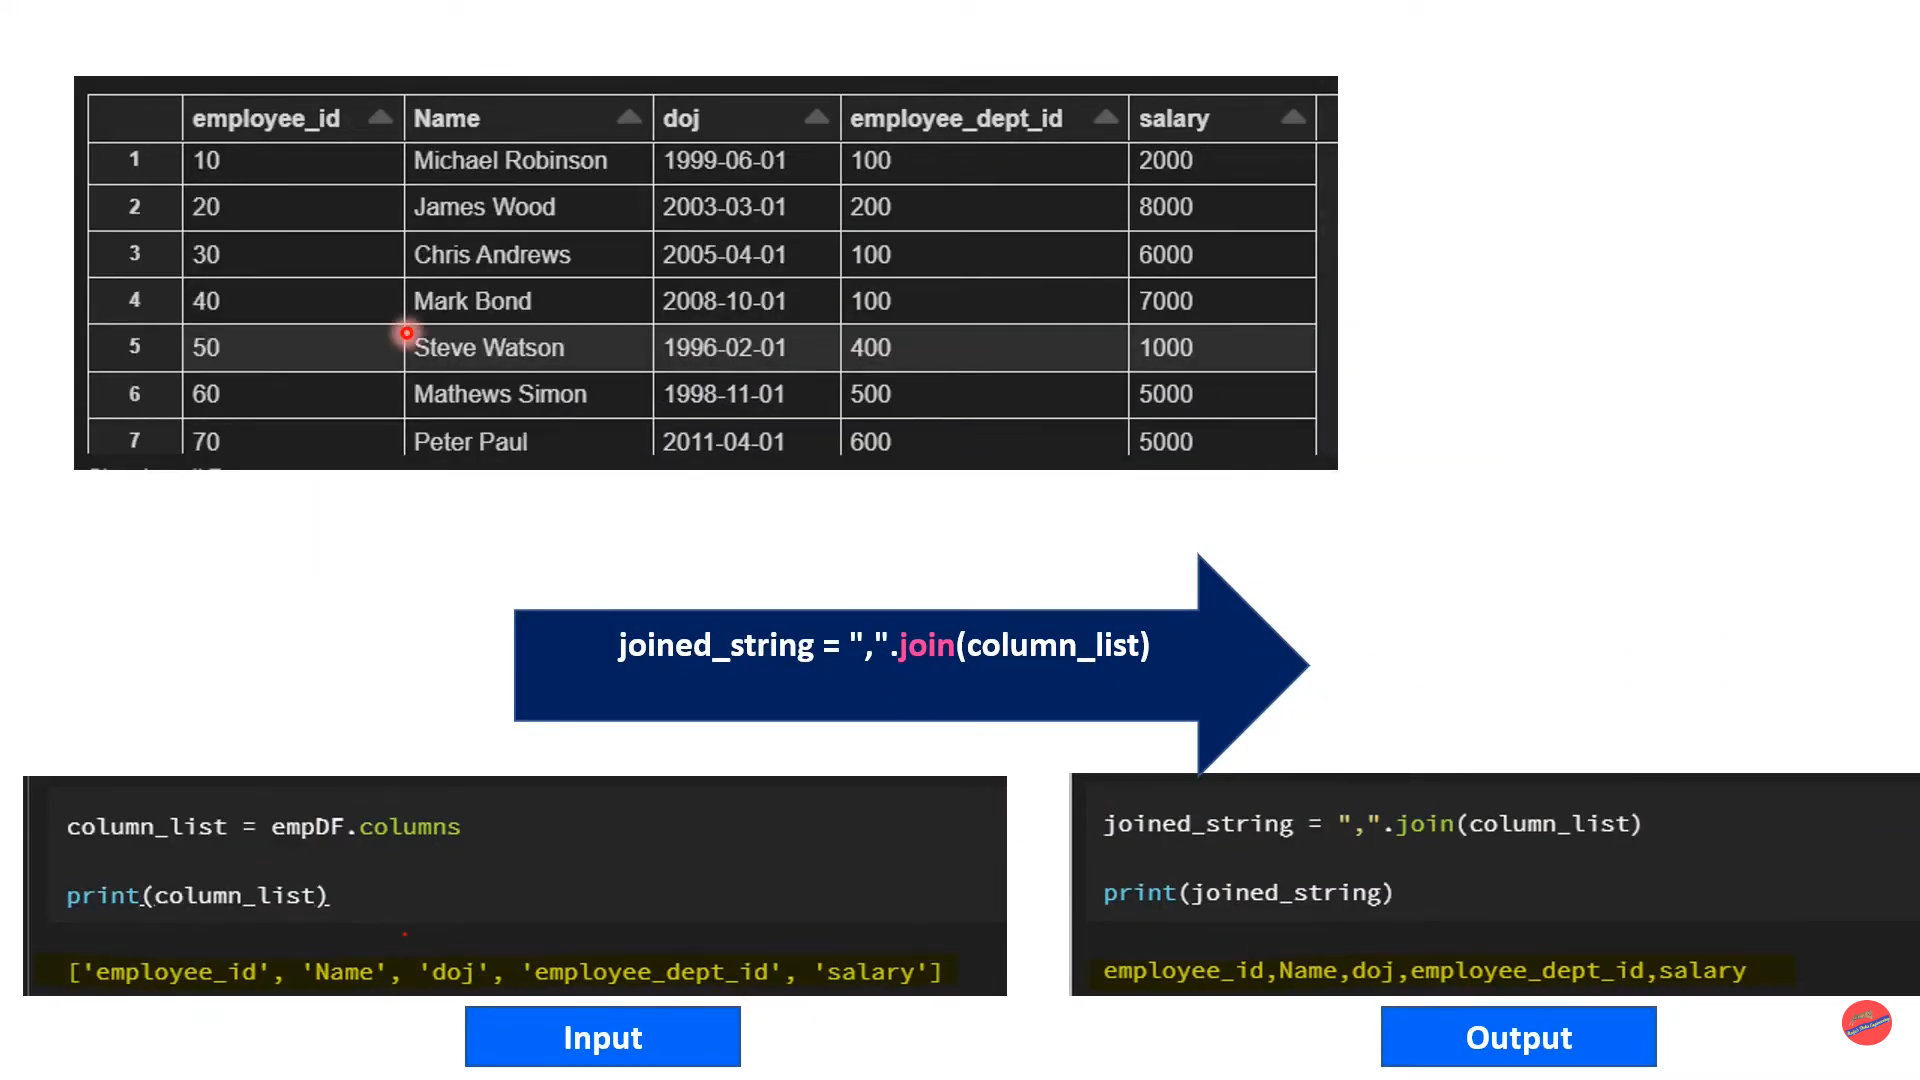 employee_id Name doj employee_dept_id salary
1 10 Michael Robinson 1999-06-01 100 2000
2 20 James Wood 2003-03-01 200 8000
3 30 Chris Andrews 2005-04-01 100 6000
4 40 Mark Bond 2008-10-01 100 7000
5 50 Steve Watson 1996-02-01 400 1000
6 60 Mathews Simon 1998-11-01 500 5000
7 70 Peter Paul 2011-04-01 600 5000
joined_string = ",".join(column_list)
column_list = empDF.columns
print(column_list)
['employee_id', 'Name', 'doj', 'employee_dept_id', 'salary']
Input
joined_string = ",".join(column_list)
print(joined_string)
employee_id,Name,doj,employee_dept_id,salary
Output